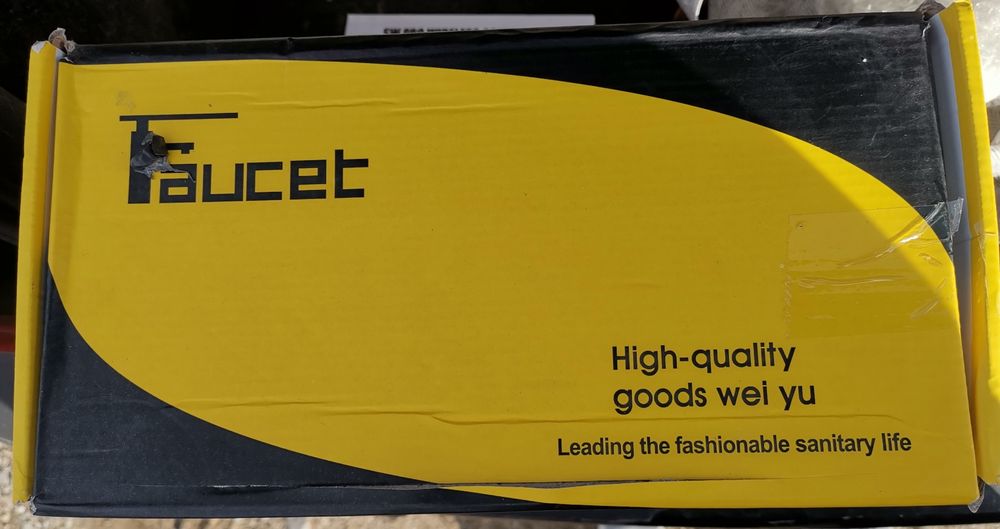 Faucet
High-quality
goods wei yu
Leading the fashionable sanitary life